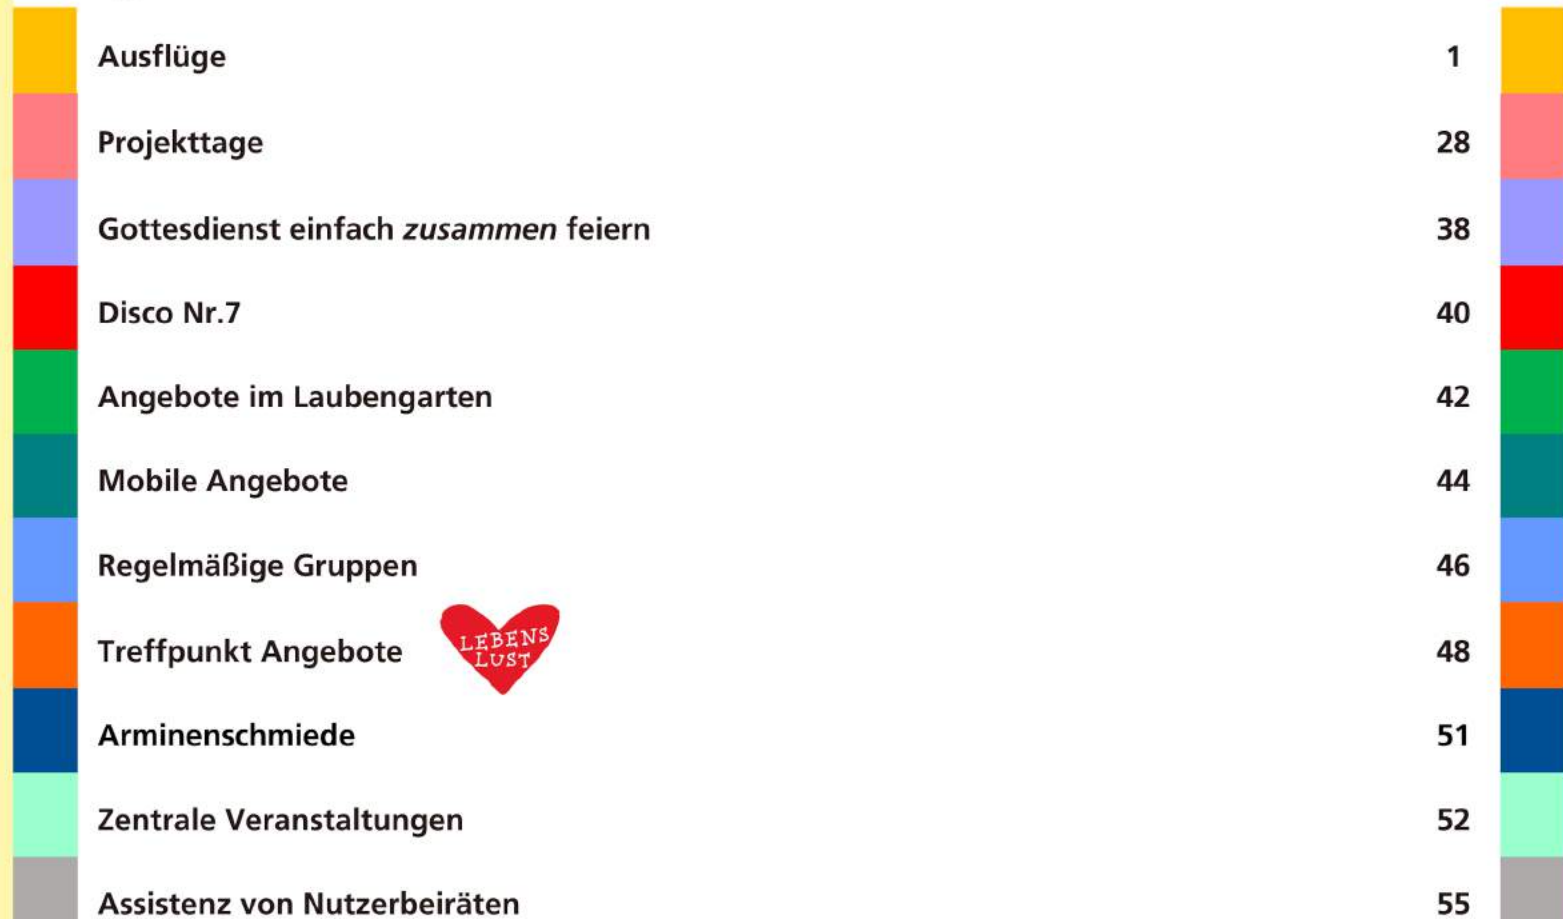 Ausflüge 1
Projekttage 28
Gottesdienst einfach zusammen feiern 38
Disco Nr.7 40
Angebote im Laubengarten 42
Mobile Angebote 44
Regelmäßige Gruppen 46
Treffpunkt Angebote 48
LEBENS
LUST
Arminenschmiede 51
Zentrale Veranstaltungen 52
Assistenz von Nutzerbeiräten 55